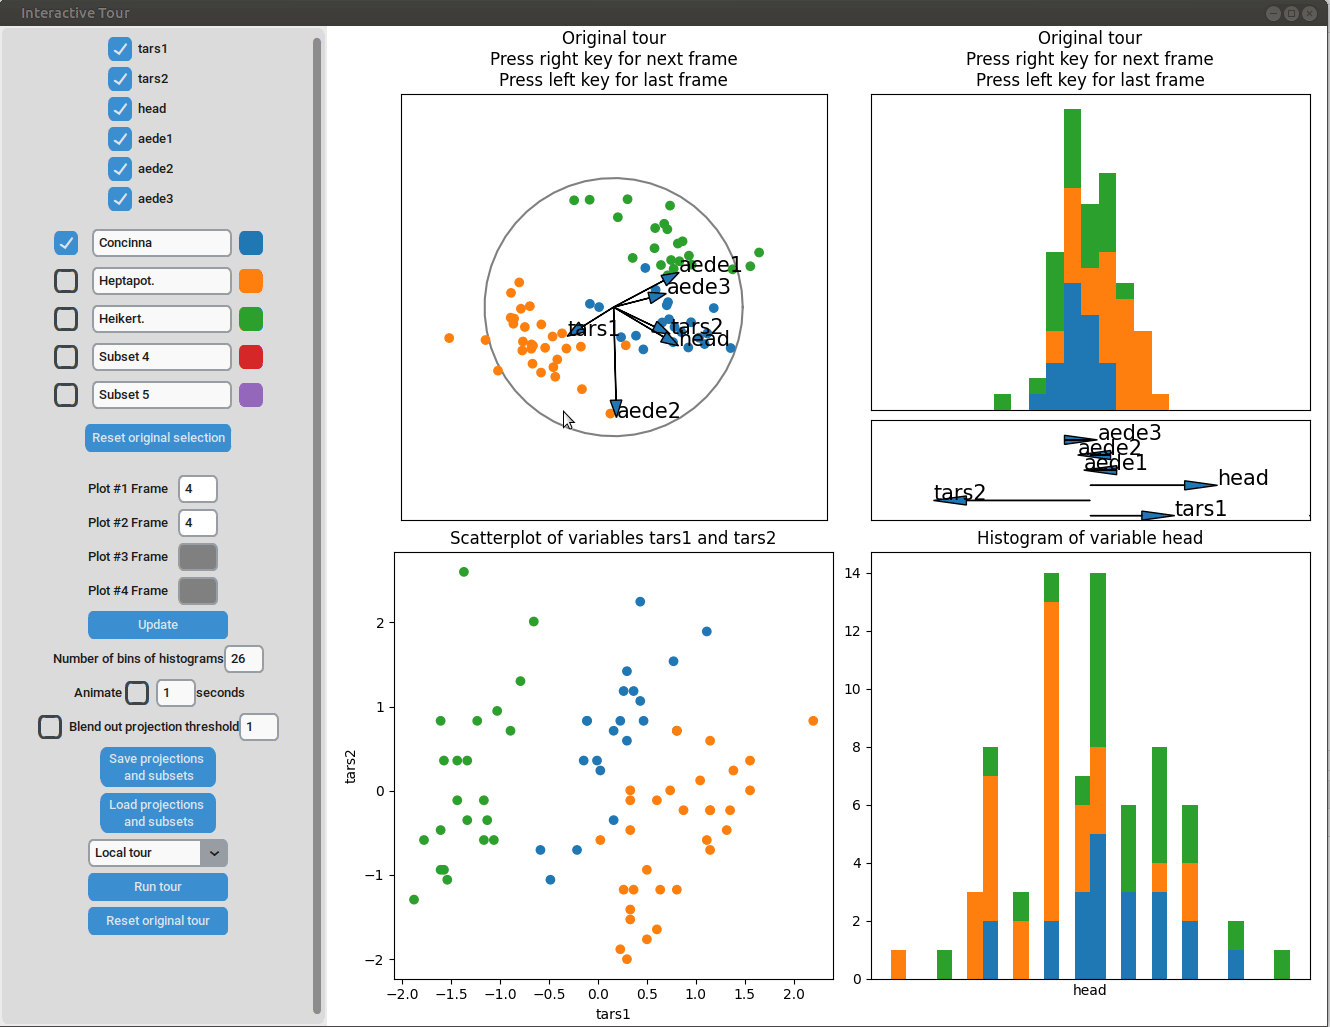 Interactive Tour
tars1
tars2
head
aede1
aede2
aede3
Concinna
Heptapot.
Heikert.
Subset 4
Subset 5
Reset original selection
Plot #1 Frame 4
Plot #2 Frame 4
Plot #3 Frame
Plot #4 Frame
Update
Number of bins of histograms 26
Animate 1 seconds
Blend out projection threshold 1
Save projections
and subsets
Load projections
and subsets
Local tour
Run tour
Reset original tour
Original tour
Press right key for next frame
Press left key for last frame
aede1
aede3
tars1
tars2
head
aede2
Original tour
Press right key for next frame
Press left key for last frame
aede3
aede2
aede1
head
tars2
tars1
Scatterplot of variables tars1 and tars2
2
1
0
−1
−2
tars2
−2.0 −1.5 −1.0 −0.5 0.0 0.5 1.0 1.5 2.0
tars1
Histogram of variable head
14
12
10
8
6
4
2
0
head